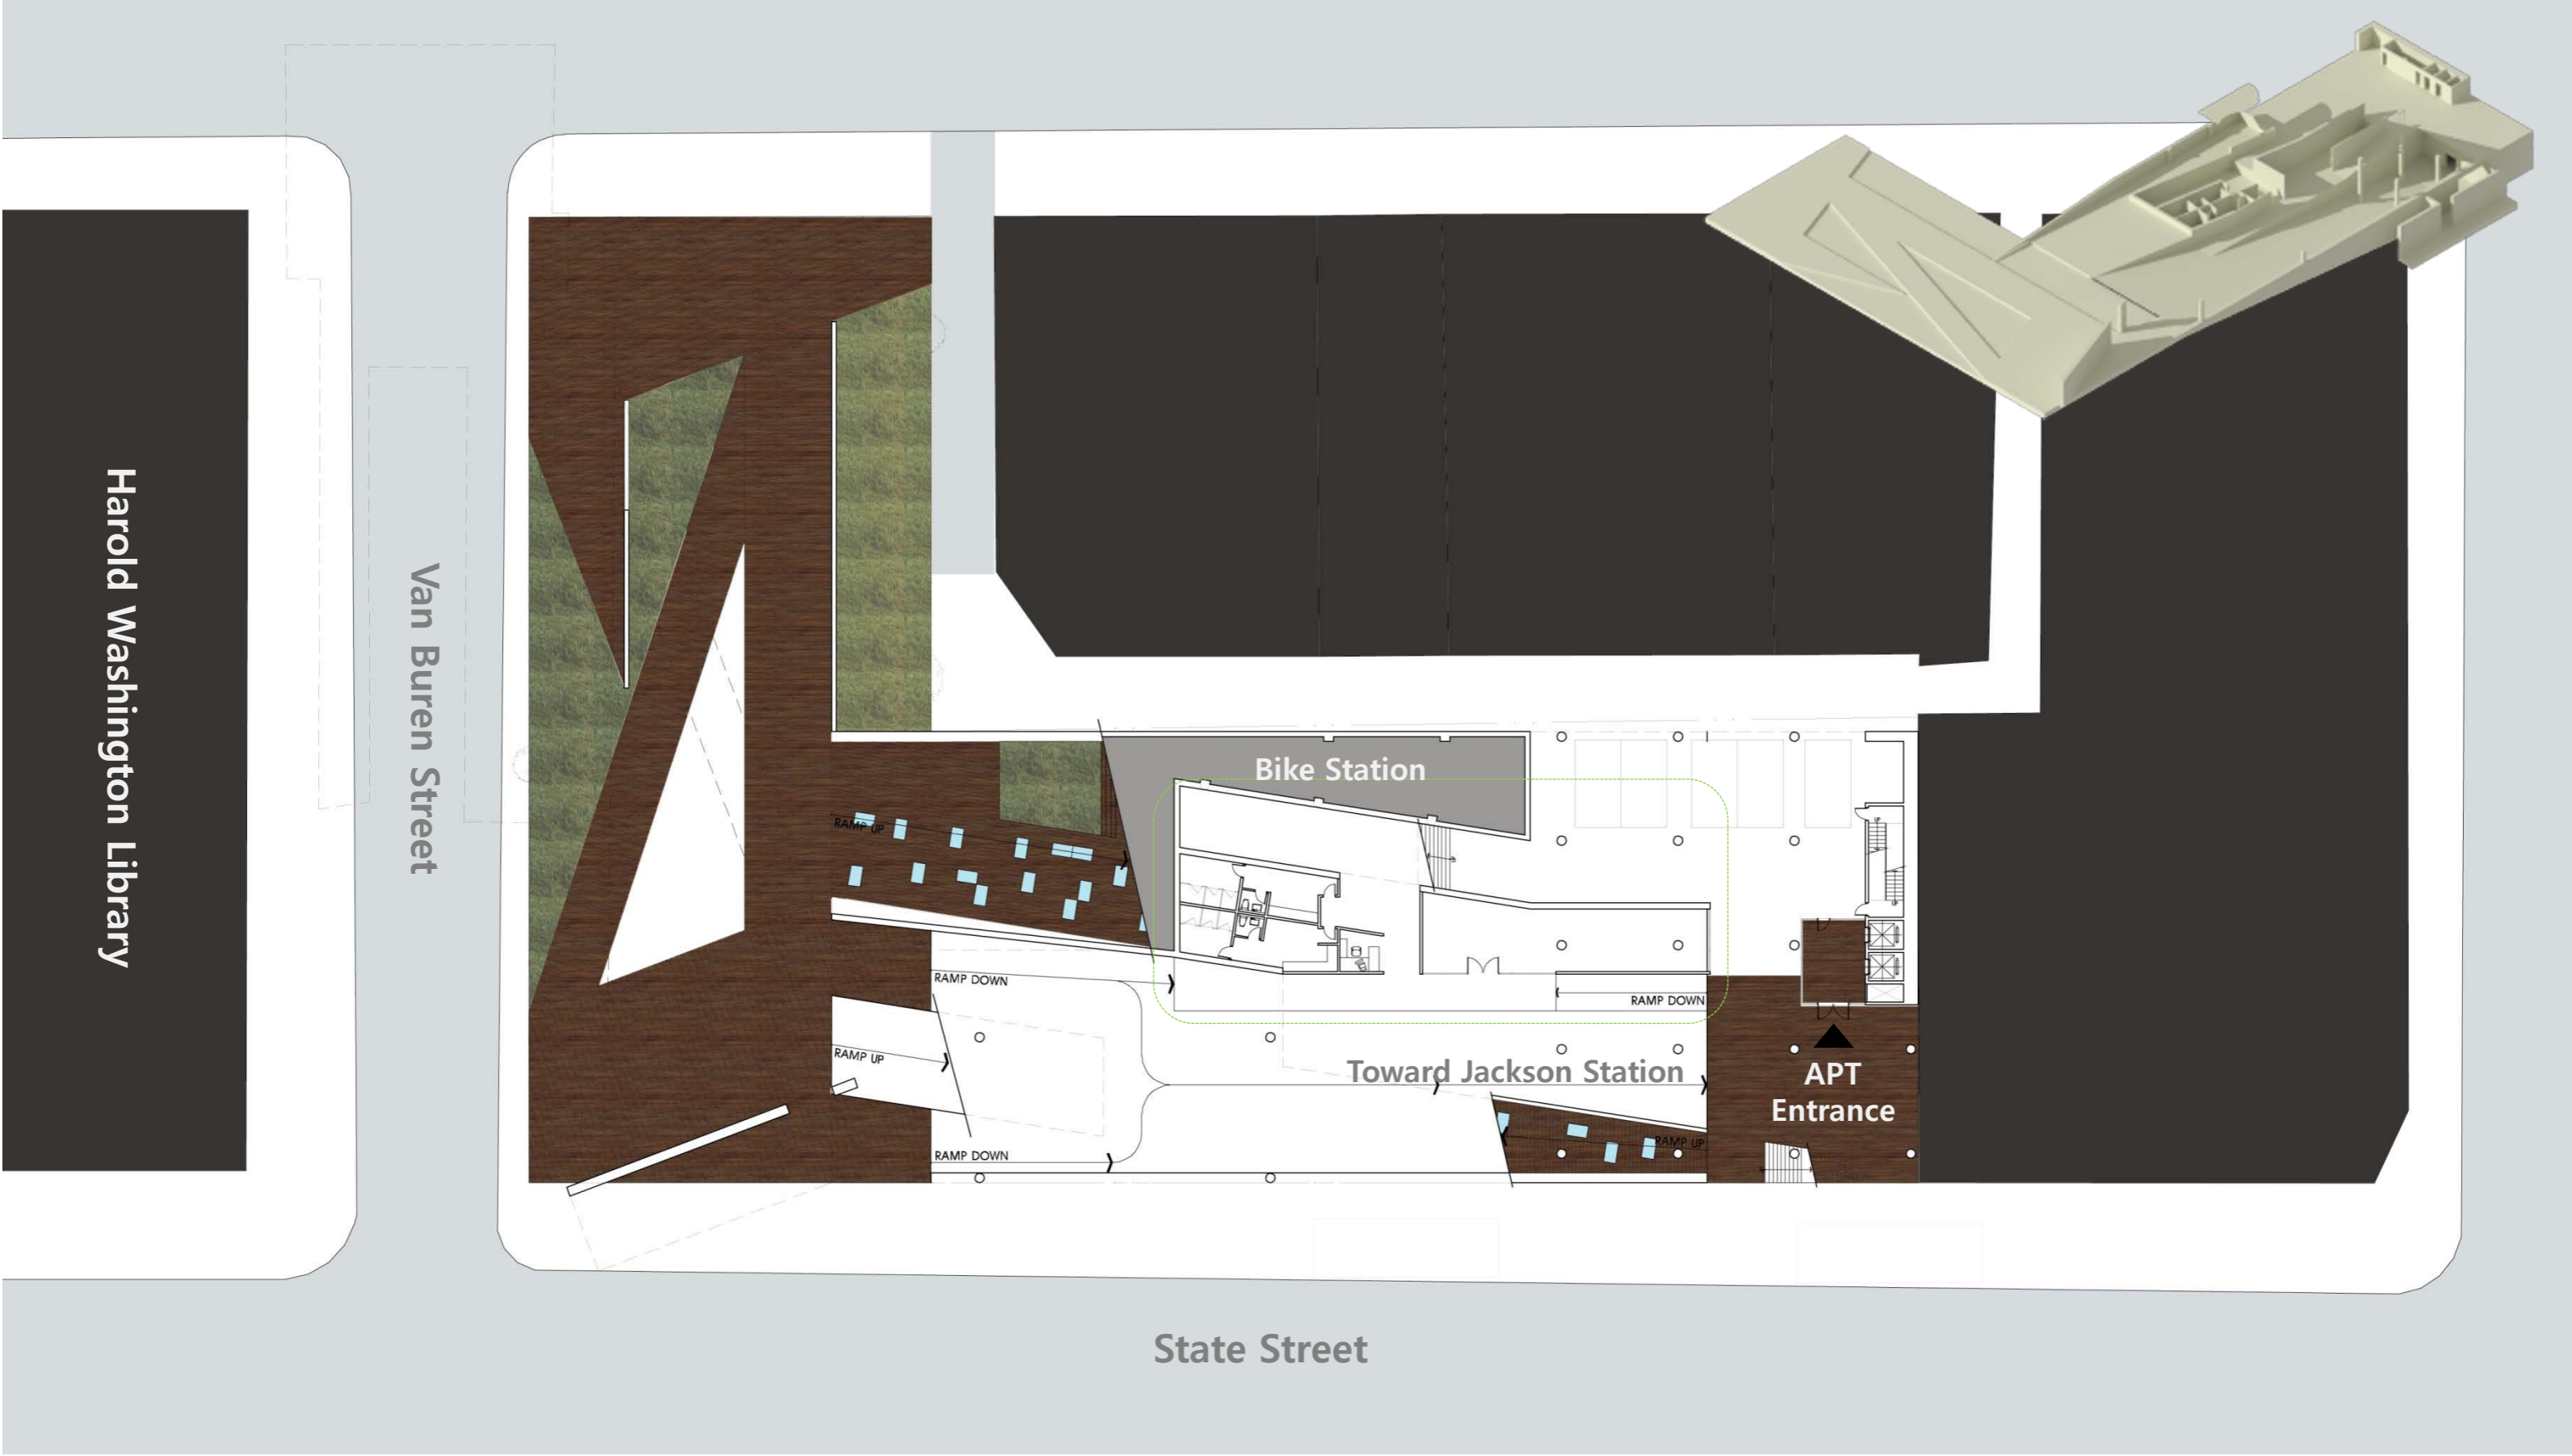 Harold Washington Library
Van Buren Street
Bike Station
RAMP UP
RAMP DOWN
RAMP DOWN
RAMP UP
Toward Jackson Station
APT
Entrance
RAMP UP
RAMP DOWN
State Street